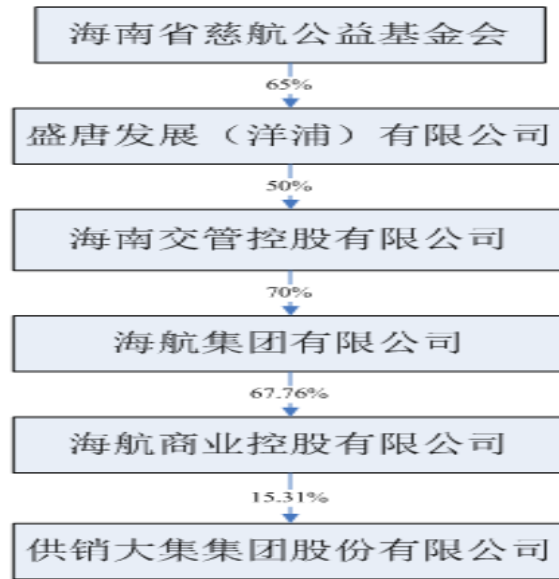 海南省慈航公益基金会
65%
盛唐发展（洋浦）有限公司
50%
海南交管控股有限公司
70%
海航集团有限公司
67.76%
海航商业控股有限公司
15.31%
供销大集集团股份有限公司